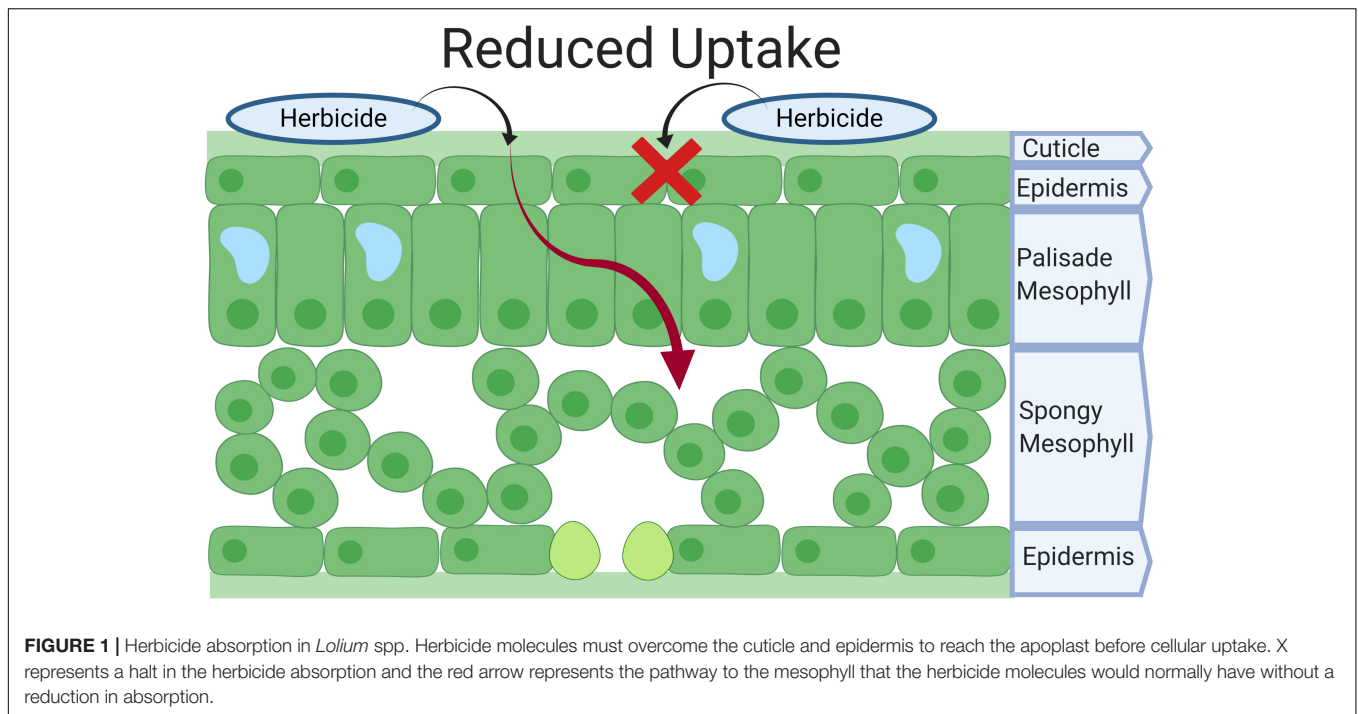 Reduced Uptake
Herbicide
Herbicide
Cuticle
Epidermis
Palisade
Mesophyll
Spongy
Mesophyll
Epidermis
FIGURE 1 | Herbicide absorption in Lolium spp. Herbicide molecules must overcome the cuticle and epidermis to reach the apoplast before cellular uptake. X
represents a halt in the herbicide absorption and the red arrow represents the pathway to the mesophyll that the herbicide molecules would normally have without a
reduction in absorption.